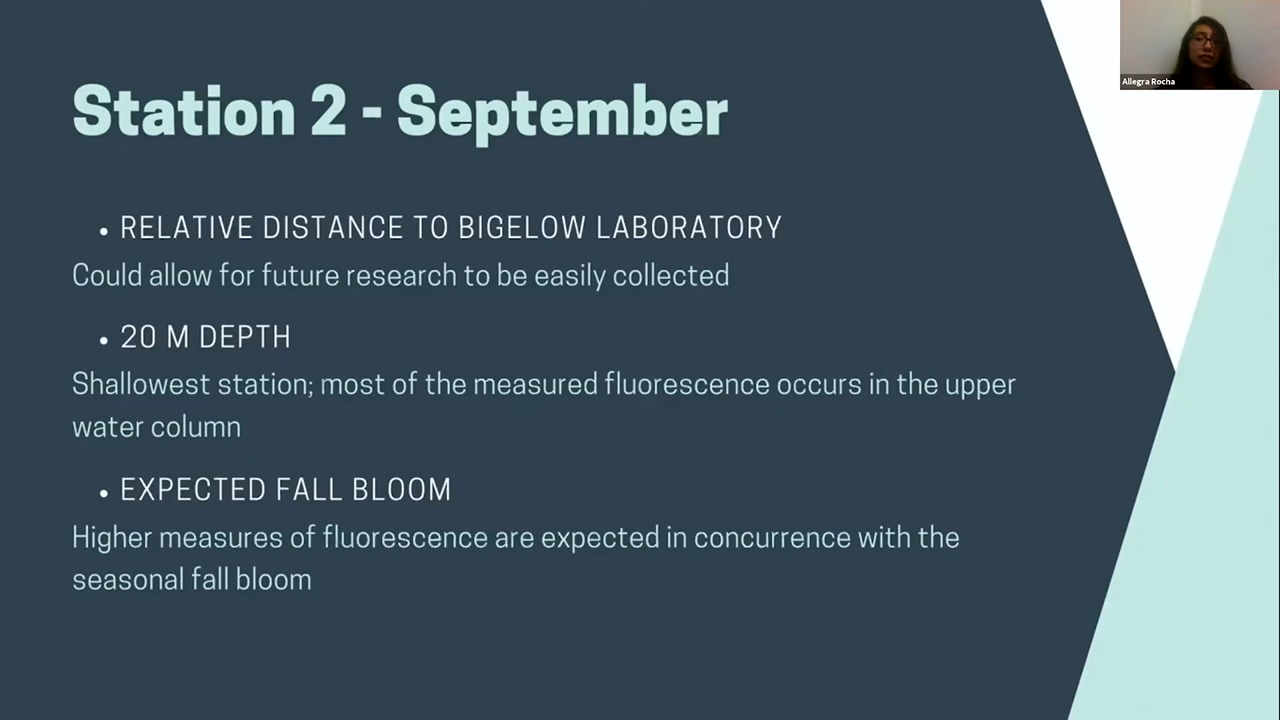 Allegra Rocha
Station 2 - September
• RELATIVE DISTANCE TO BIGELOW LABORATORY
Could allow for future research to be easily collected
• 20 M DEPTH
Shallowest station; most of the measured fluorescence occurs in the upper
water column
• EXPECTED FALL BLOOM
Higher measures of fluorescence are expected in concurrence with the
seasonal fall bloom